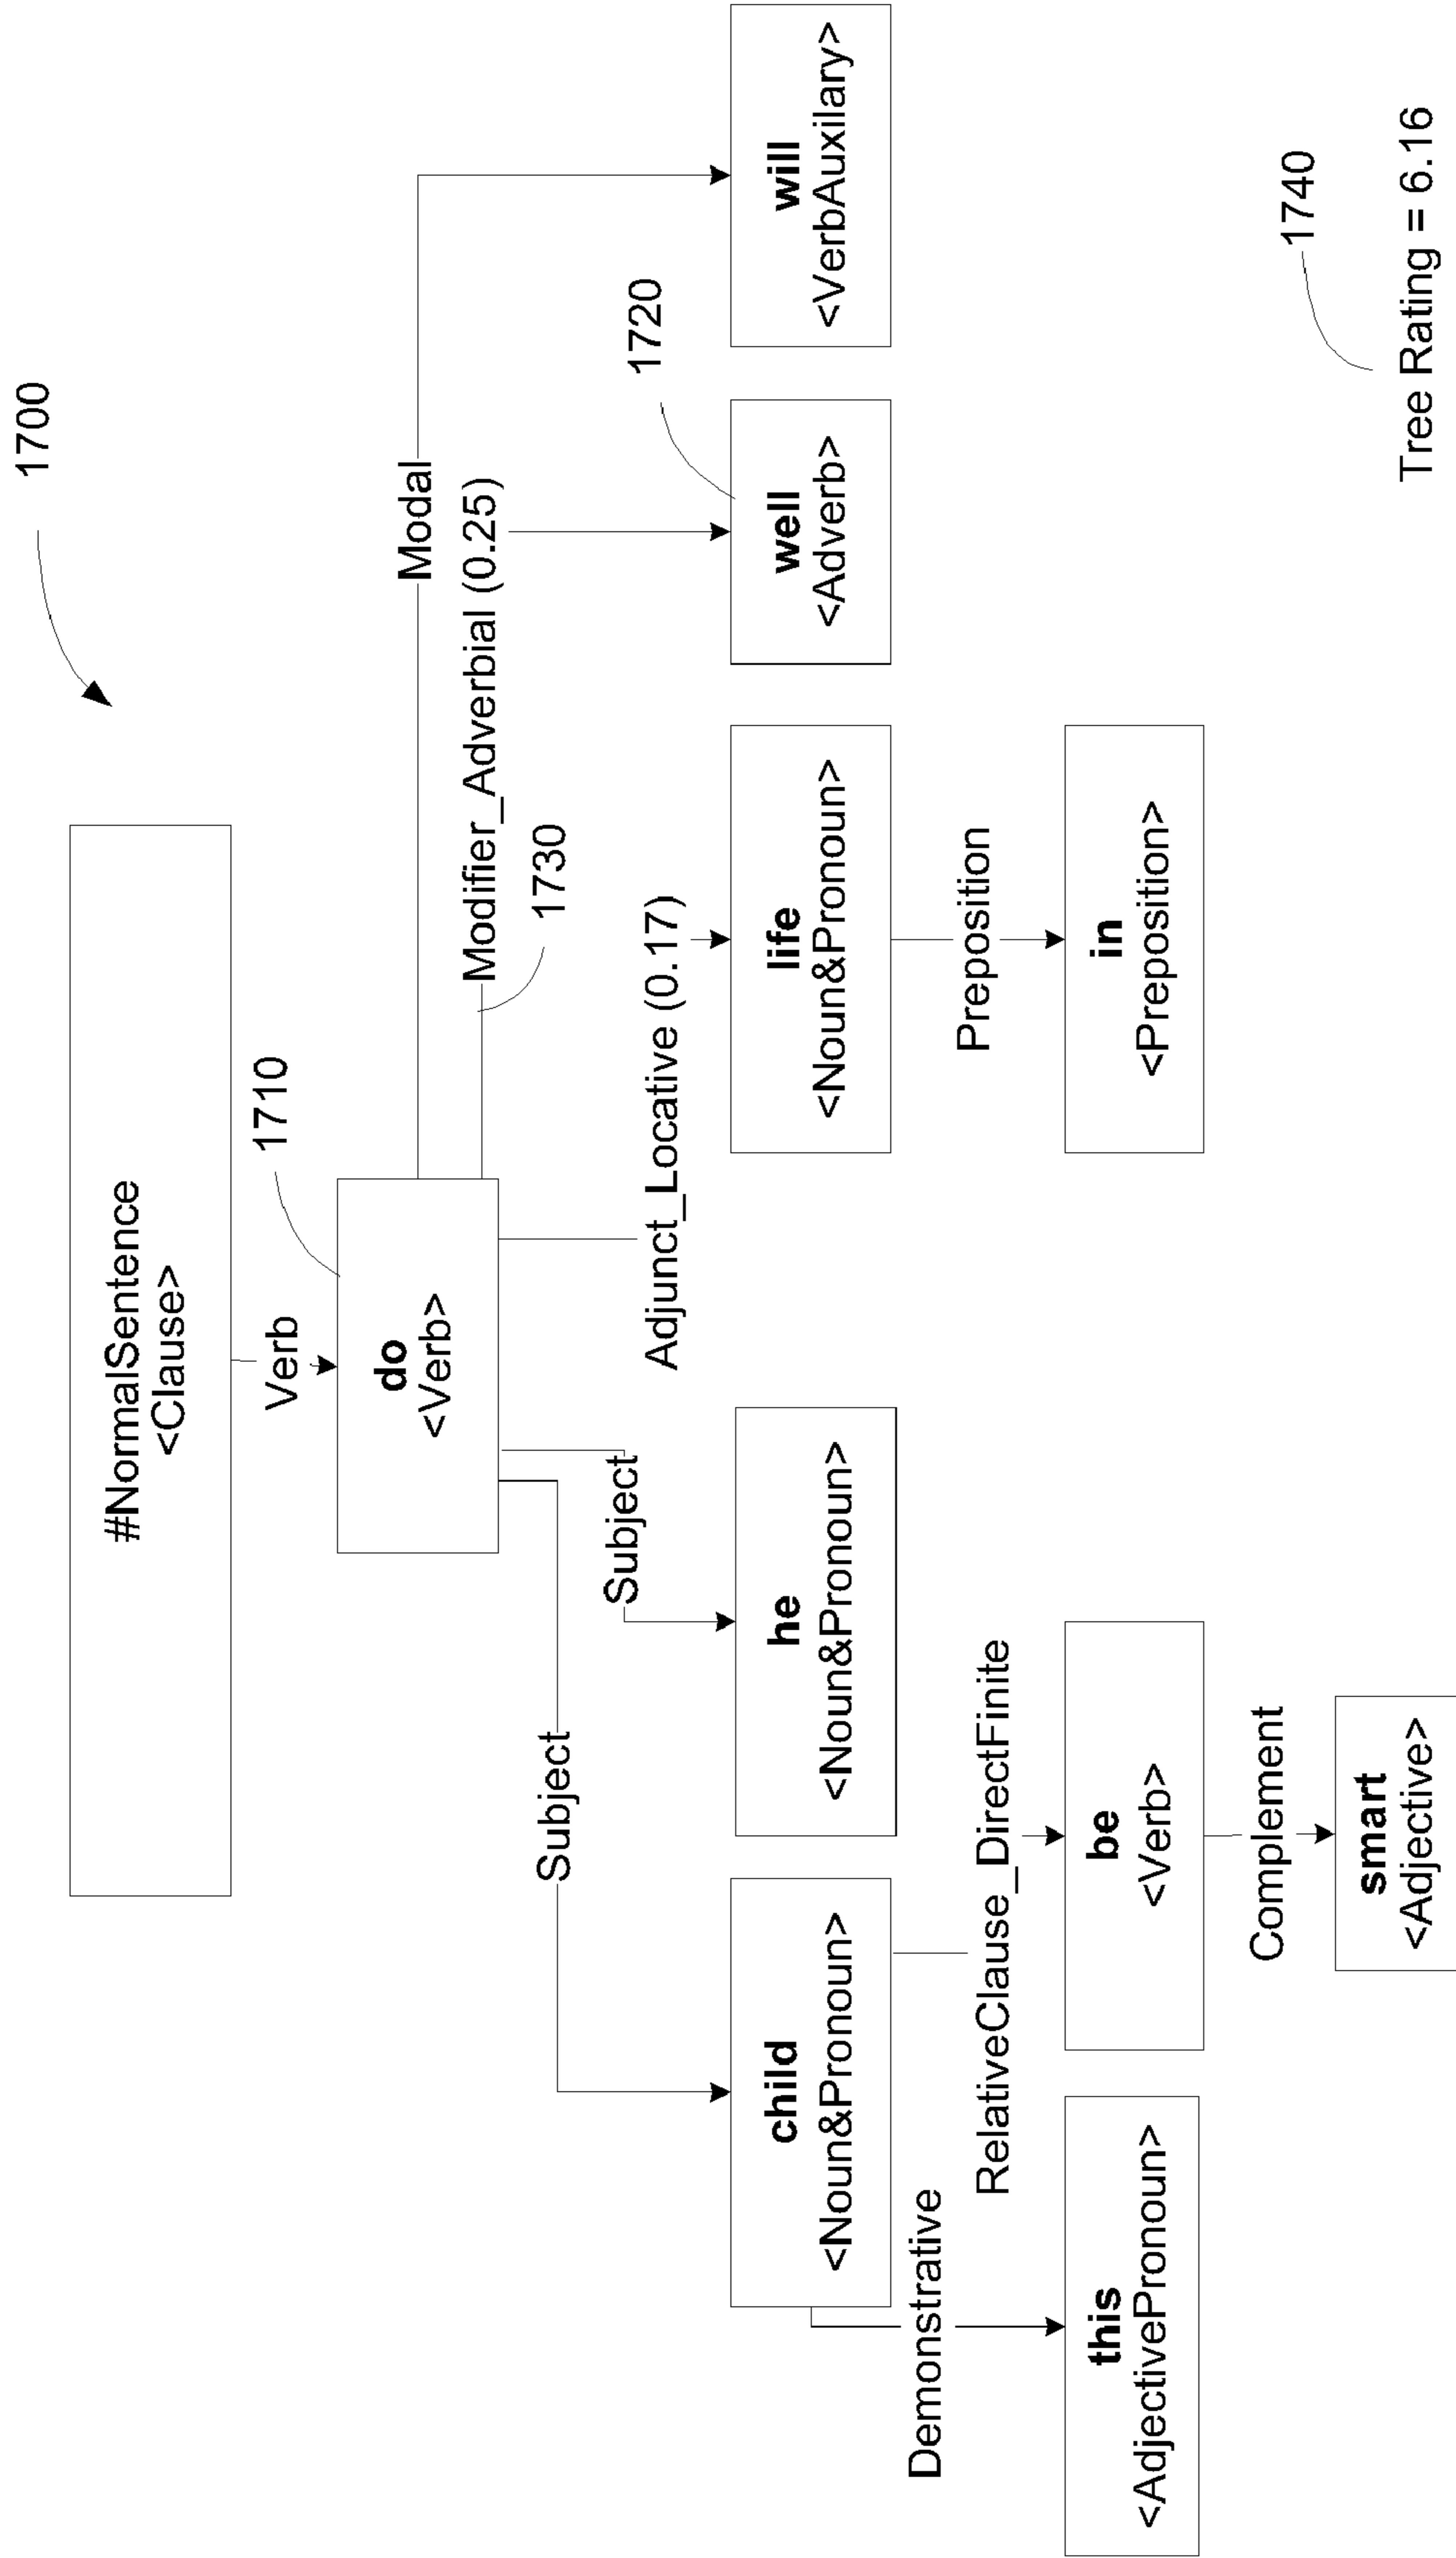 1700
#NormalSentence
<Clause>
Verb
1710
do
<Verb>
Modal
Modifier_Adverbial (0.25)
1730
Subject
Subject
Adjunct_Locative (0.17)
1720
child
<Noun&Pronoun>
he
<Noun&Pronoun>
life
<Noun&Pronoun>
well
<Adverb>
will
<VerbAuxilary>
Demonstrative
RelativeClause_DirectFinite
Preposition
this
<AdjectivePronoun>
be
<Verb>
in
<Preposition>
Complement
1740
smart
<Adjective>
Tree Rating = 6.16